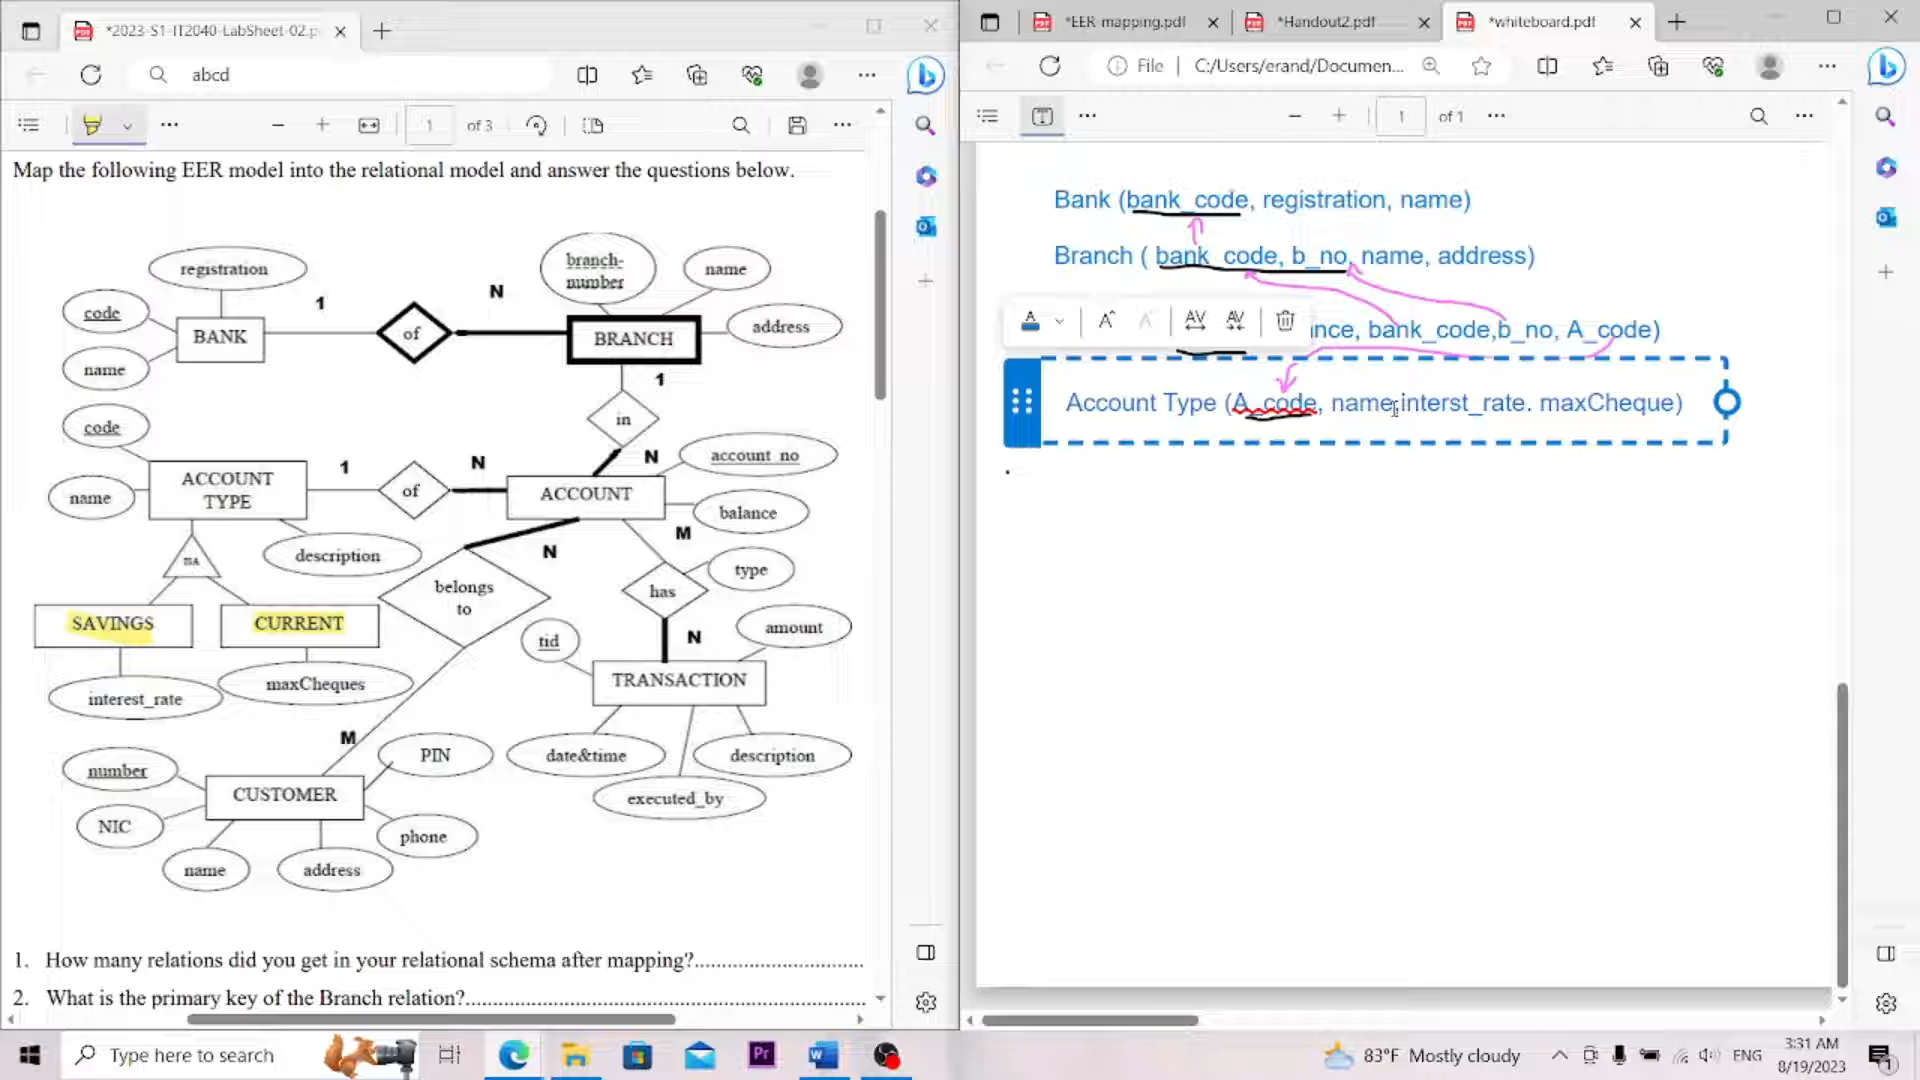 *2023-S1-IT2040-LabSheet-02.p
abcd
1 of 3
Map the following EER model into the relational model and answer the questions below.
registration
code
name
BANK
1
of
N
branch-
number
name
address
BRANCH
1
in
N
code
name
ACCOUNT
TYPE
description
1
of
N
ACCOUNT
account_no
balance
ISA
SAVINGS
CURRENT
interest_rate
maxCheques
N
belongs
to
M
M
has
type
N
tid
amount
TRANSACTION
date&time
description
executed_by
number
NIC
name
address
phone
PIN
CUSTOMER
1. How many relations did you get in your relational schema after mapping?..............................
2. What is the primary key of the Branch relation?.......................................................................
*EER-mapping.pdf
*Handout2.pdf
*whiteboard.pdf
File
C:/Users/erand/Documen...
1 of 1
Bank (bank_code, registration, name)
Branch ( bank_code, b_no, name, address)
nce, bank_code,b_no, A_code)
Account Type (A_code, name,interst_rate. maxCheque)
.
Type here to search
83°F Mostly cloudy
ENG
3:31 AM
8/19/2023